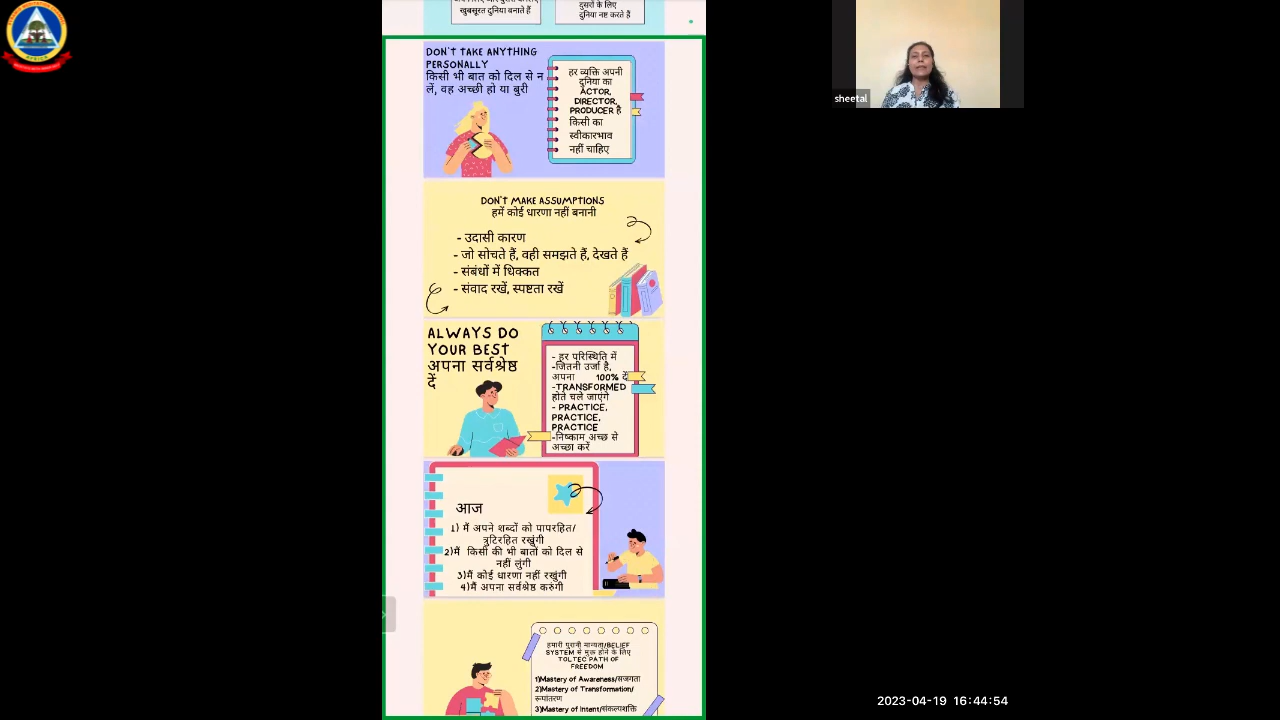 खूबसूरत दुनिया बनाते हैं
दुसरों के लिए
दुनिया नष्ट करते हैं
DON'T TAKE ANYTHING
PERSONALLY
किसी भी बात को दिल से न
लें, वह अच्छी हो या बुरी
हर व्यक्ति अपनी
दुनिया का
ACTOR,
DIRECTOR,
PRODUCER है
किसी का
स्वीकारभाव
नहीं चाहिए
DON'T MAKE ASSUMPTIONS
हमें कोई धारणा नहीं बनानी
- उदासी कारण
- जो सोचते हैं, वही समझते हैं, देखते हैं
- संबंधों में धिक्कत
- संवाद रखें, स्पष्टता रखें
ALWAYS DO
YOUR BEST
अपना सर्वश्रेष्ठ
दें
- हर परिस्थिति में
-जितनी उर्जा है,
अपना 100% दें
-TRANSFORMED
होते चले जाएंगे
- PRACTICE,
PRACTICE,
PRACTICE
-निष्काम अच्छ से
अच्छा करें
आज
1) मैं अपने शब्दों को पापरहित/
त्रुटिरहित रखुंगी
2)मैं किसी की भी बातों को दिल से
नहीं लुंगी
3)मैं कोई धारणा नहीं रखुंगी
4)मैं अपना सर्वश्रेष्ठ करुंगी
हमारी पुरानी मान्यता/BELIEF
SYSTEM से मुक्त होने के लिए
TOLTEC PATH OF
FREEDOM
1)Mastery of Awareness/सजगता
2)Mastery of Transformation/
रूपांतरण
3)Mastery of Intent/संकल्पशक्ति
sheetal
2023-04-19 16:44:54